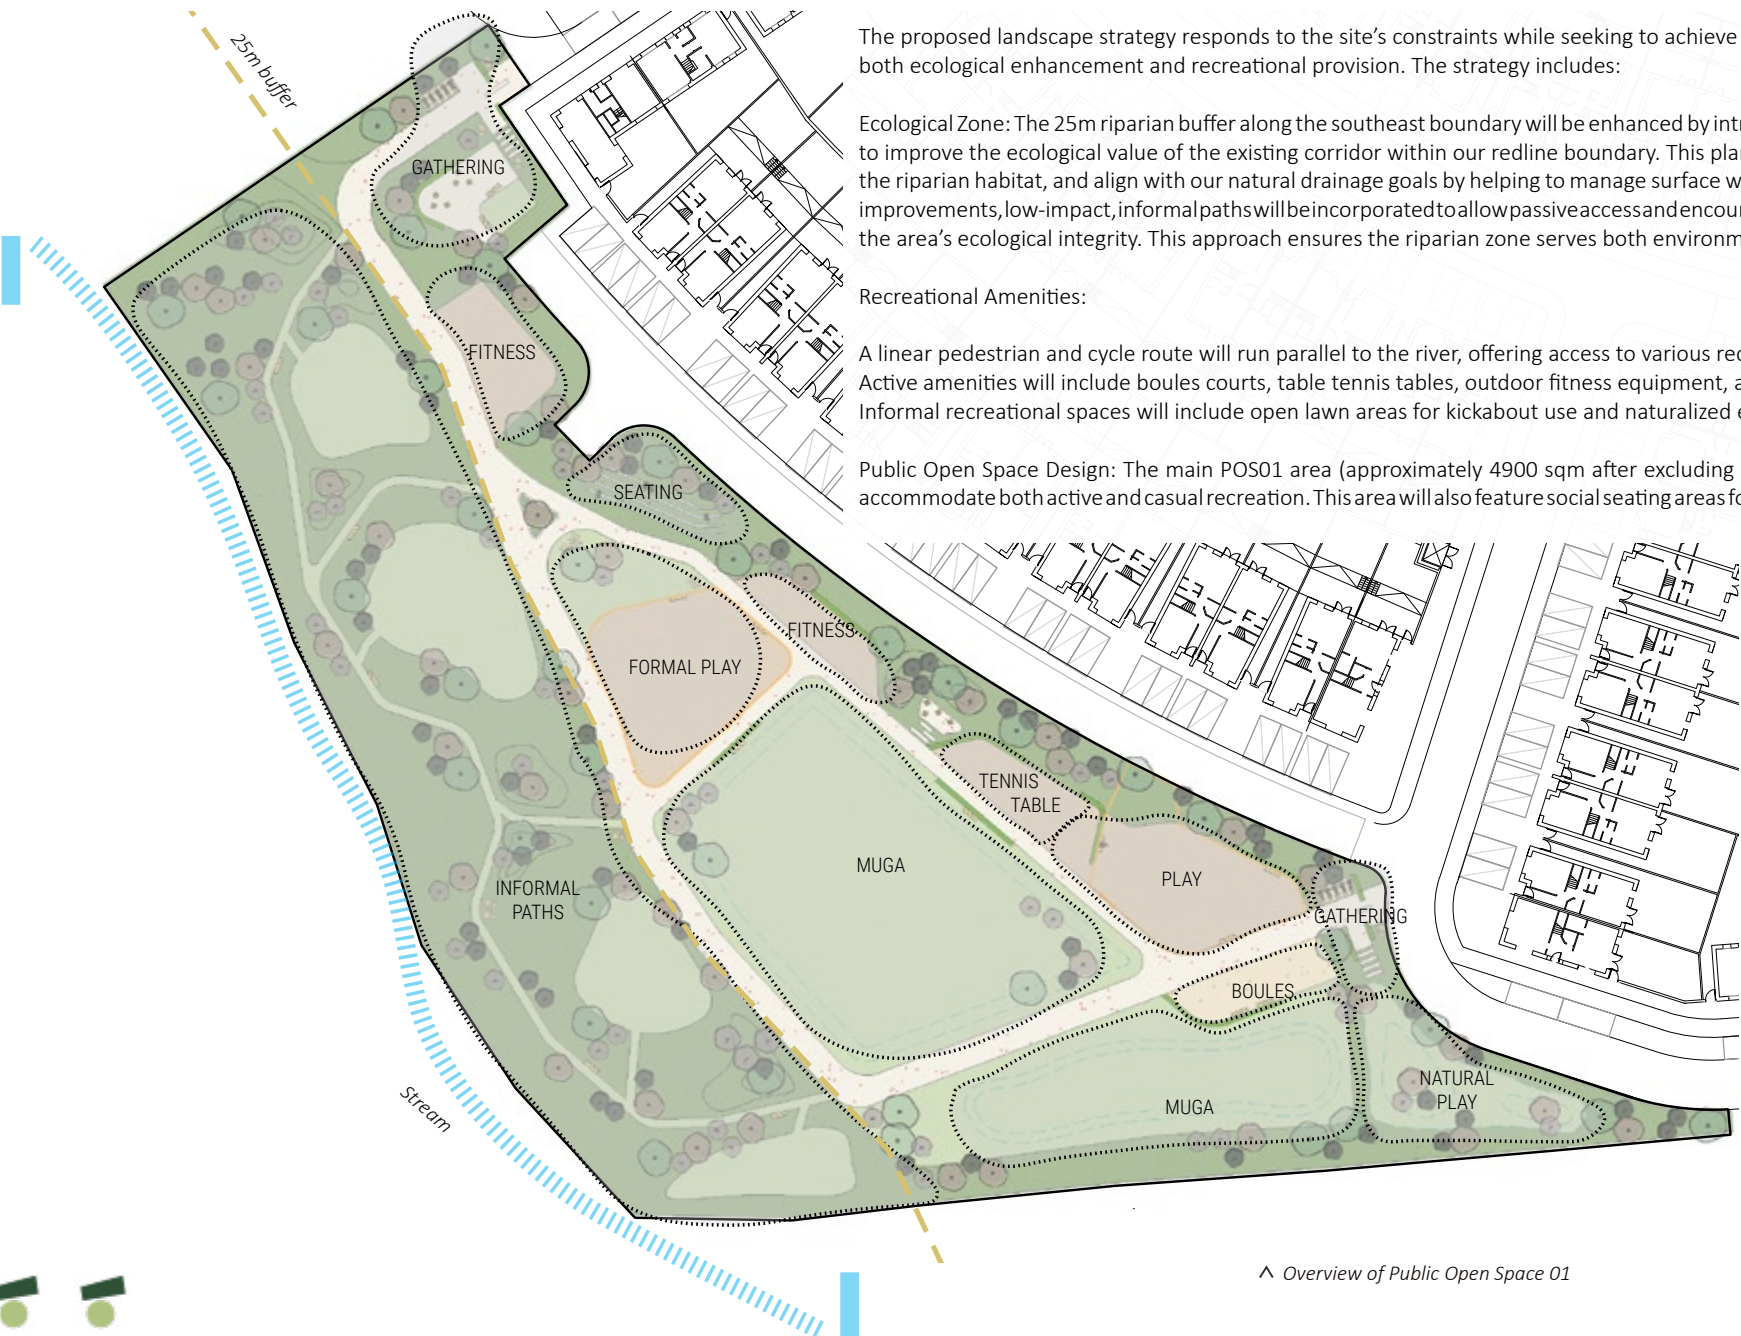 The proposed landscape strategy responds to the site's constraints while seeking to achieve
both ecological enhancement and recreational provision. The strategy includes:
Ecological Zone: The 25m riparian buffer along the southeast boundary will be enhanced by
to improve the ecological value of the existing corridor within our redline boundary. This
the riparian habitat, and align with our natural drainage goals by helping to manage surface
improvements, low-impact, informal paths will be incorporated to allow passive access and
the area's ecological integrity. This approach ensures the riparian zone serves both
Recreational Amenities:
A linear pedestrian and cycle route will run parallel to the river, offering access to various
Active amenities will include boules courts, table tennis tables, outdoor fitness equipment,
Informal recreational spaces will include open lawn areas for kickabout use and naturalized
Public Open Space Design: The main POS01 area (approximately 4900 sqm after excluding
accommodate both active and casual recreation. This area will also feature social seating areas
25m buffer
GATHERING
FITNESS
SEATING
FITNESS
FORMAL PLAY
TENNIS
TABLE
MUGA
PLAY
INFORMAL
PATHS
GATHERING
BOULES
NATURAL
PLAY
MUGA
Stream
Overview of Public Open Space 01